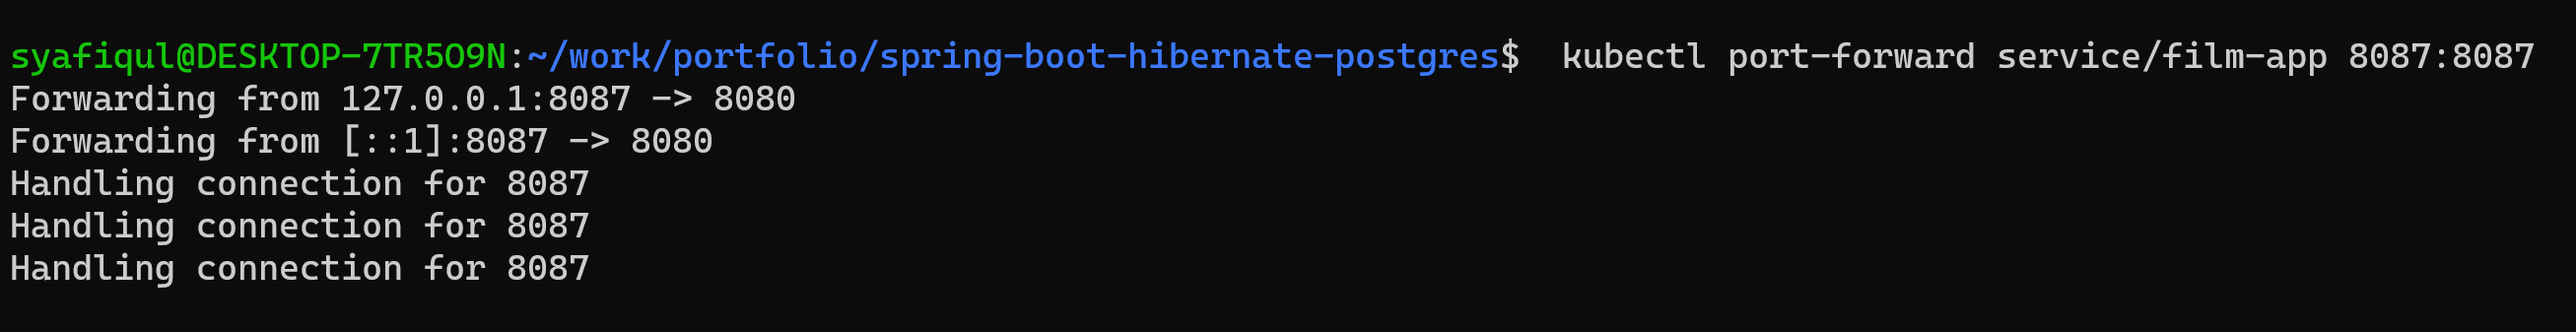 syafiqul@DESKTOP-7TR5O9N:~/work/portfolio/spring-boot-hibernate-postgres$  kubectl port-forward service/film-app 8087:8087
Forwarding from 127.0.0.1:8087 -> 8080
Forwarding from [::1]:8087 -> 8080
Handling connection for 8087
Handling connection for 8087
Handling connection for 8087